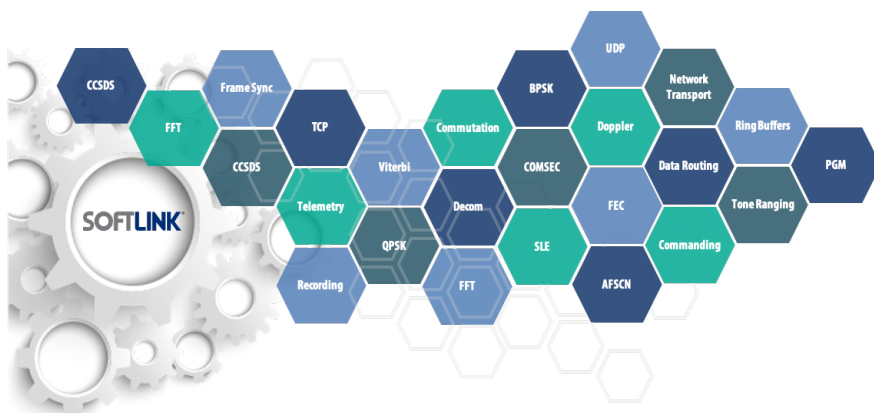 SOFTLINK
CCSDS
FFT
Frame Sync
CCSDS
TCP
Telemetry
Recording
Viterbi
QPSK
Commutation
Decom
FFT
BPSK
COMSEC
SLE
UDP
Doppler
FEC
AFSCN
Network
Transport
Data Routing
Commanding
Ring Buffers
Tone Ranging
PGM